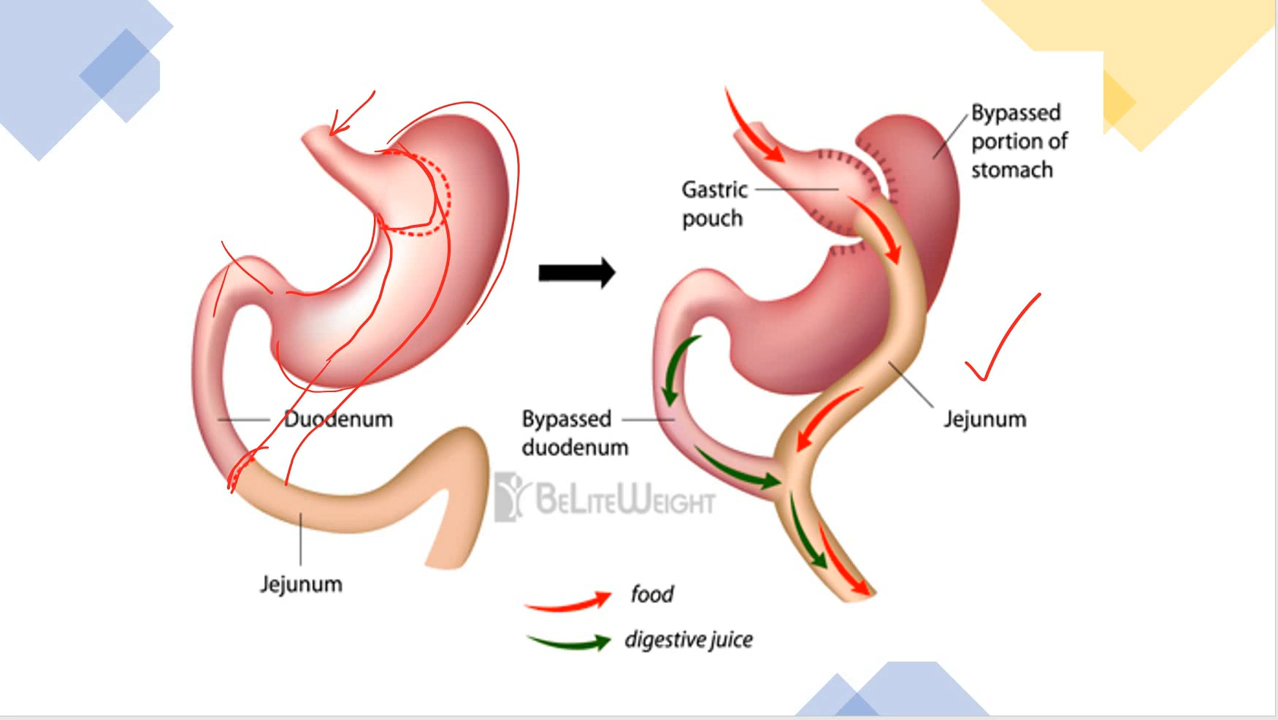 Bypassed
portion of
stomach
Gastric
pouch
Duodenum
Bypassed
duodenum
Jejunum
BeLiteWeight
Jejunum
food
digestive juice